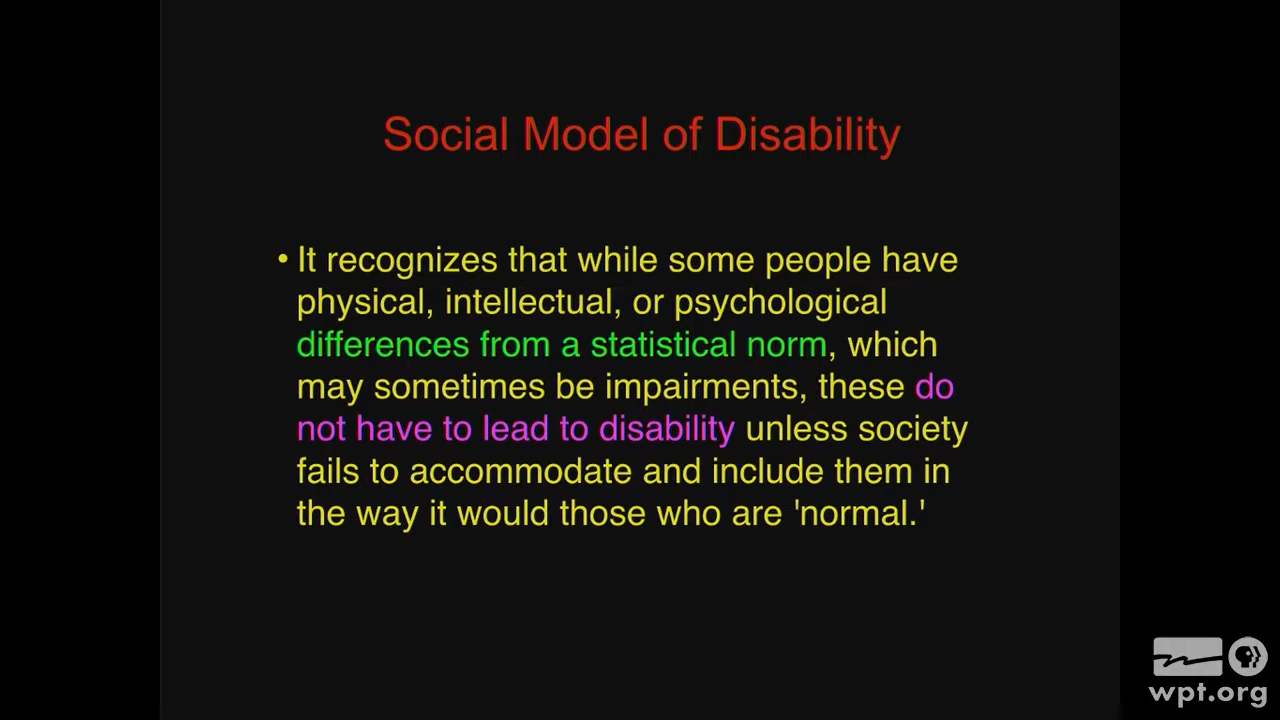 Social Model of Disability
• It recognizes that while some people have
physical, intellectual, or psychological
differences from a statistical norm, which
may sometimes be impairments, these do
not have to lead to disability unless society
fails to accommodate and include them in
the way it would those who are 'normal.'
wpt.org